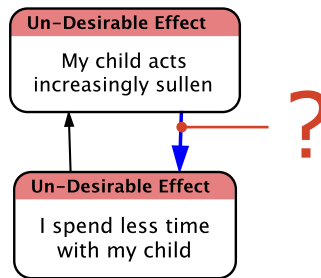 Un-Desirable Effect
My child acts
increasingly sullen
?
Un-Desirable Effect
I spend less time
with my child